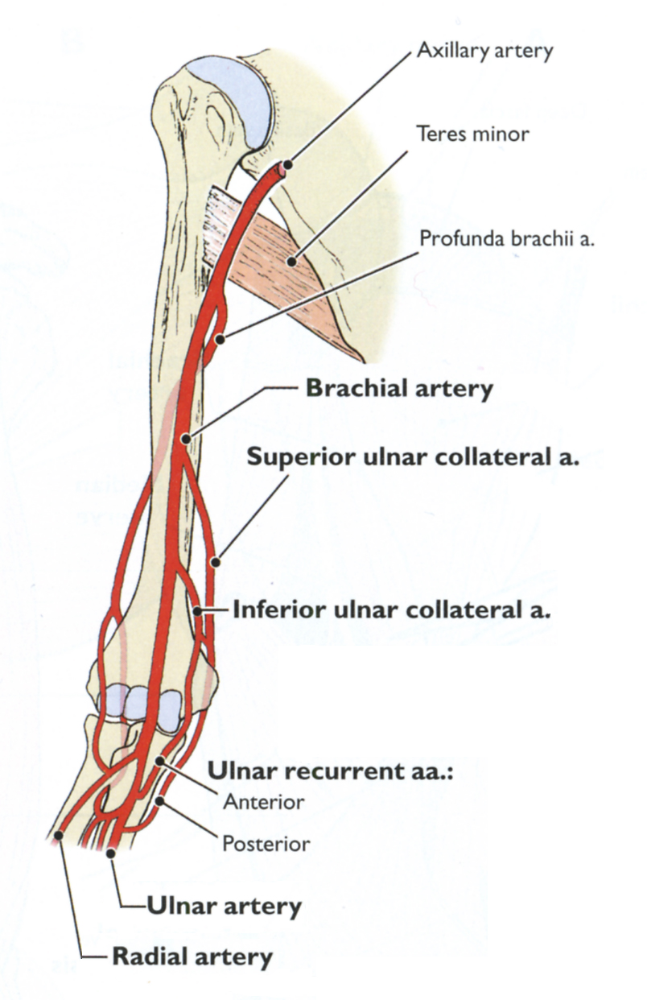 Axillary artery
Teres minor
Profunda brachii a.
Brachial artery
Superior ulnar collateral a.
Inferior ulnar collateral a.
Ulnar recurrent aa.:
Anterior
Posterior
Ulnar artery
Radial artery